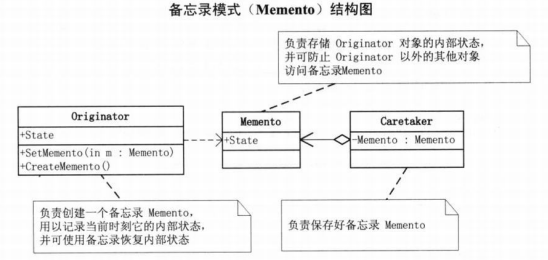 备忘录模式（Memento）结构图
负责存储 Originator 对象的内部状态，
并可防止 Originator 以外的其他对象
访问备忘录Memento
Originator
+State
+SetMemento(in m : Memento)
+CreateMemento()
Memento
+State
Caretaker
-Memento : Memento
负责创建一个备忘录 Memento，
用以记录当前时刻它的内部状态，
并可使用备忘录恢复内部状态
负责保存好备忘录 Memento